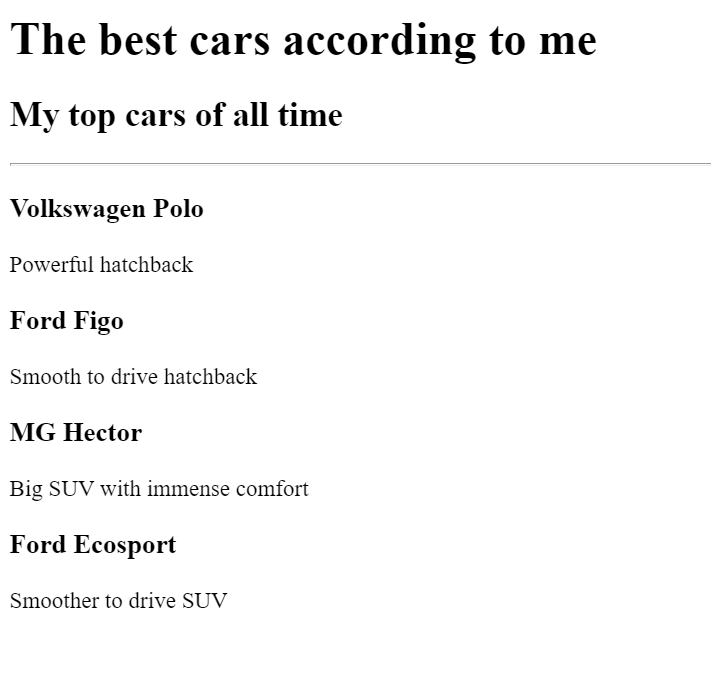 The best cars according to me
My top cars of all time
Volkswagen Polo
Powerful hatchback
Ford Figo
Smooth to drive hatchback
MG Hector
Big SUV with immense comfort
Ford Ecosport
Smoother to drive SUV